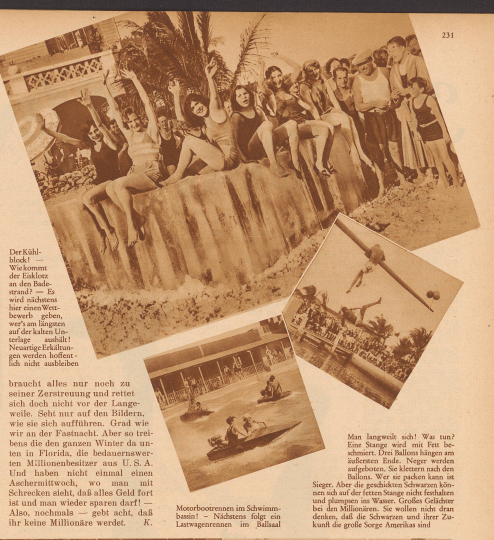 231
Der Kühl-
block! —
Wie kommt
der Eisklotz
an den Bade-
strand? — Es
wird nächstens
hier einen Wett-
bewerb geben,
wer's am längsten
auf der kalten Un-
terlage aushält!
Neuartige Erkältun-
gen werden hoffent-
lich nicht ausbleiben
braucht alles nur noch zu
seiner Zerstreuung und rettet
sich doch nicht vor der Lange-
weile. Seht nur auf den Bildern,
wie sie sich aufführen. Grad wie
wir an der Fastnacht. Aber so trei-
bens die den ganzen Winter da un-
ten in Florida, die bedauernswer-
ten Millionenbesitzer aus U. S. A.
Und haben nicht einmal einen
Aschermittwoch, wo man mit
Schrecken sieht, daß alles Geld fort
ist und man wieder sparen darf! —
Also, nochmals — gebt acht, daß
ihr keine Millionäre werdet. K.
Motorbootrennen im Schwimm-
bassin! – Nächstens folgt ein
Lastwagenrennen im Ballsaal
Man langweilt sich! Was tun?
Eine Stange wird mit Fett be-
schmiert. Drei Ballons hängen am
äußersten Ende. Neger werden
aufgeboten. Sie klettern nach den
Ballons. Wer sie packen kann ist
Sieger. Aber die geschickten Schwarzen kön-
nen sich auf der fetten Stange nicht festhalten
und plumpsen ins Wasser. Großes Gelächter
bei den Millionären. Sie wollen nicht dran
denken, daß die Schwarzen und ihrer Zu-
kunft die große Sorge Amerikas sind